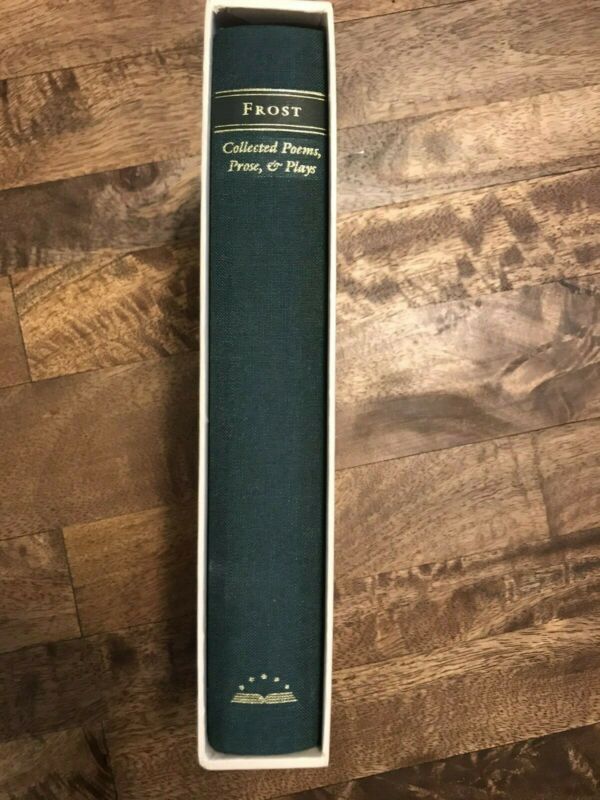 FROST
Collected Poems,
Prose, & Plays